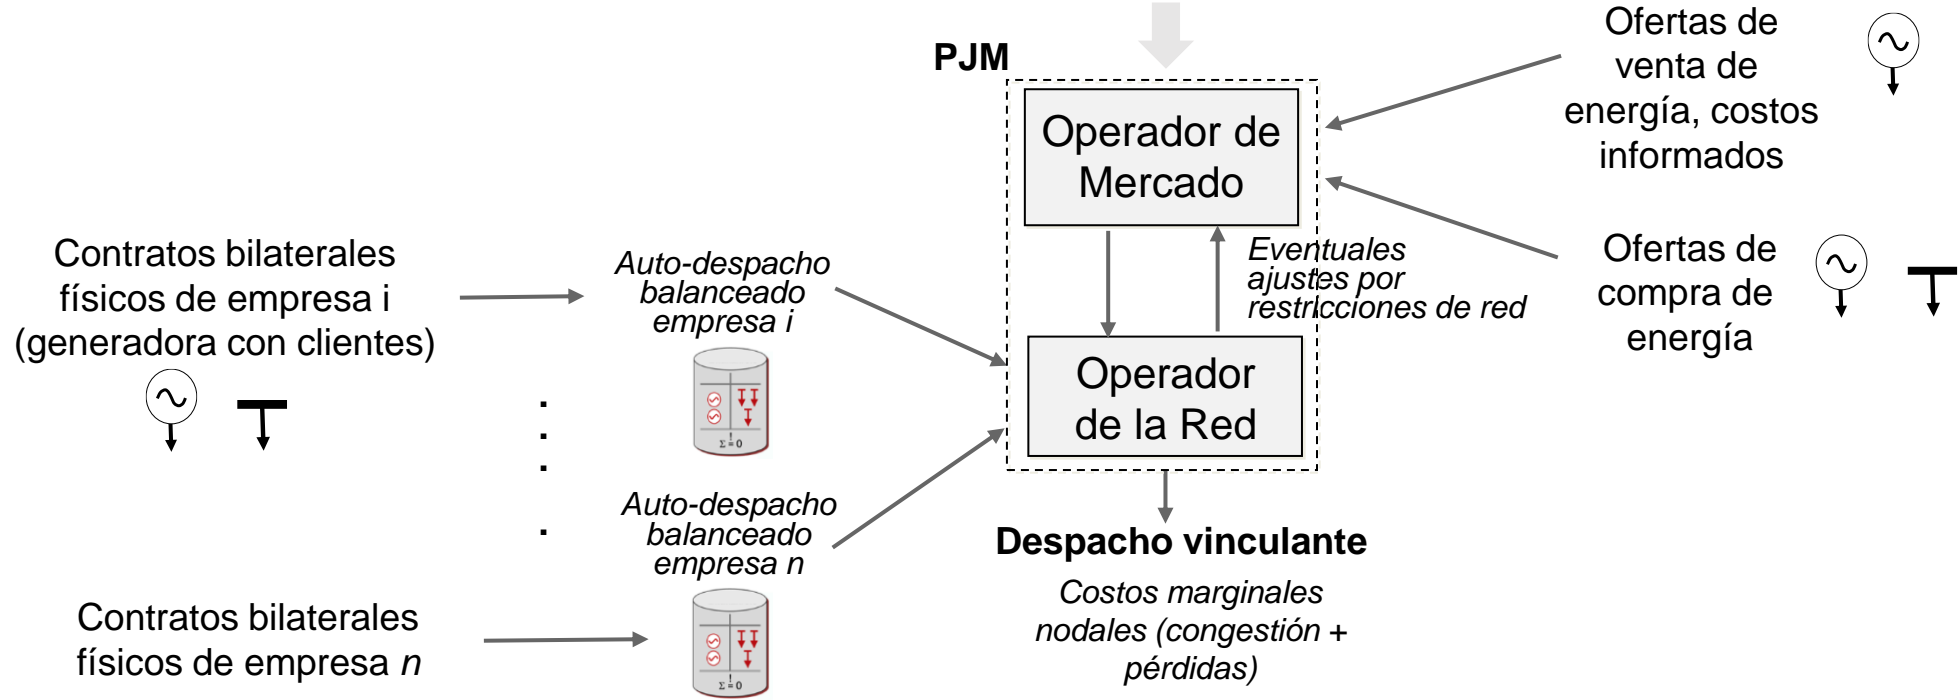 PJM
Operador de
Mercado
Ofertas de
venta de
energía, costos
informados
Contratos bilaterales
físicos de empresa i
(generadora con clientes)
Auto-despacho
balanceado
empresa i
Eventuales
ajustes por
restricciones de red
Ofertas de
compra de
energía
Operador
de la Red
Σ = 0
!
.
.
.
.
Auto-despacho
balanceado
empresa n
Despacho vinculante
Costos marginales
nodales (congestión +
pérdidas)
Contratos bilaterales
físicos de empresa n
Σ = 0
!